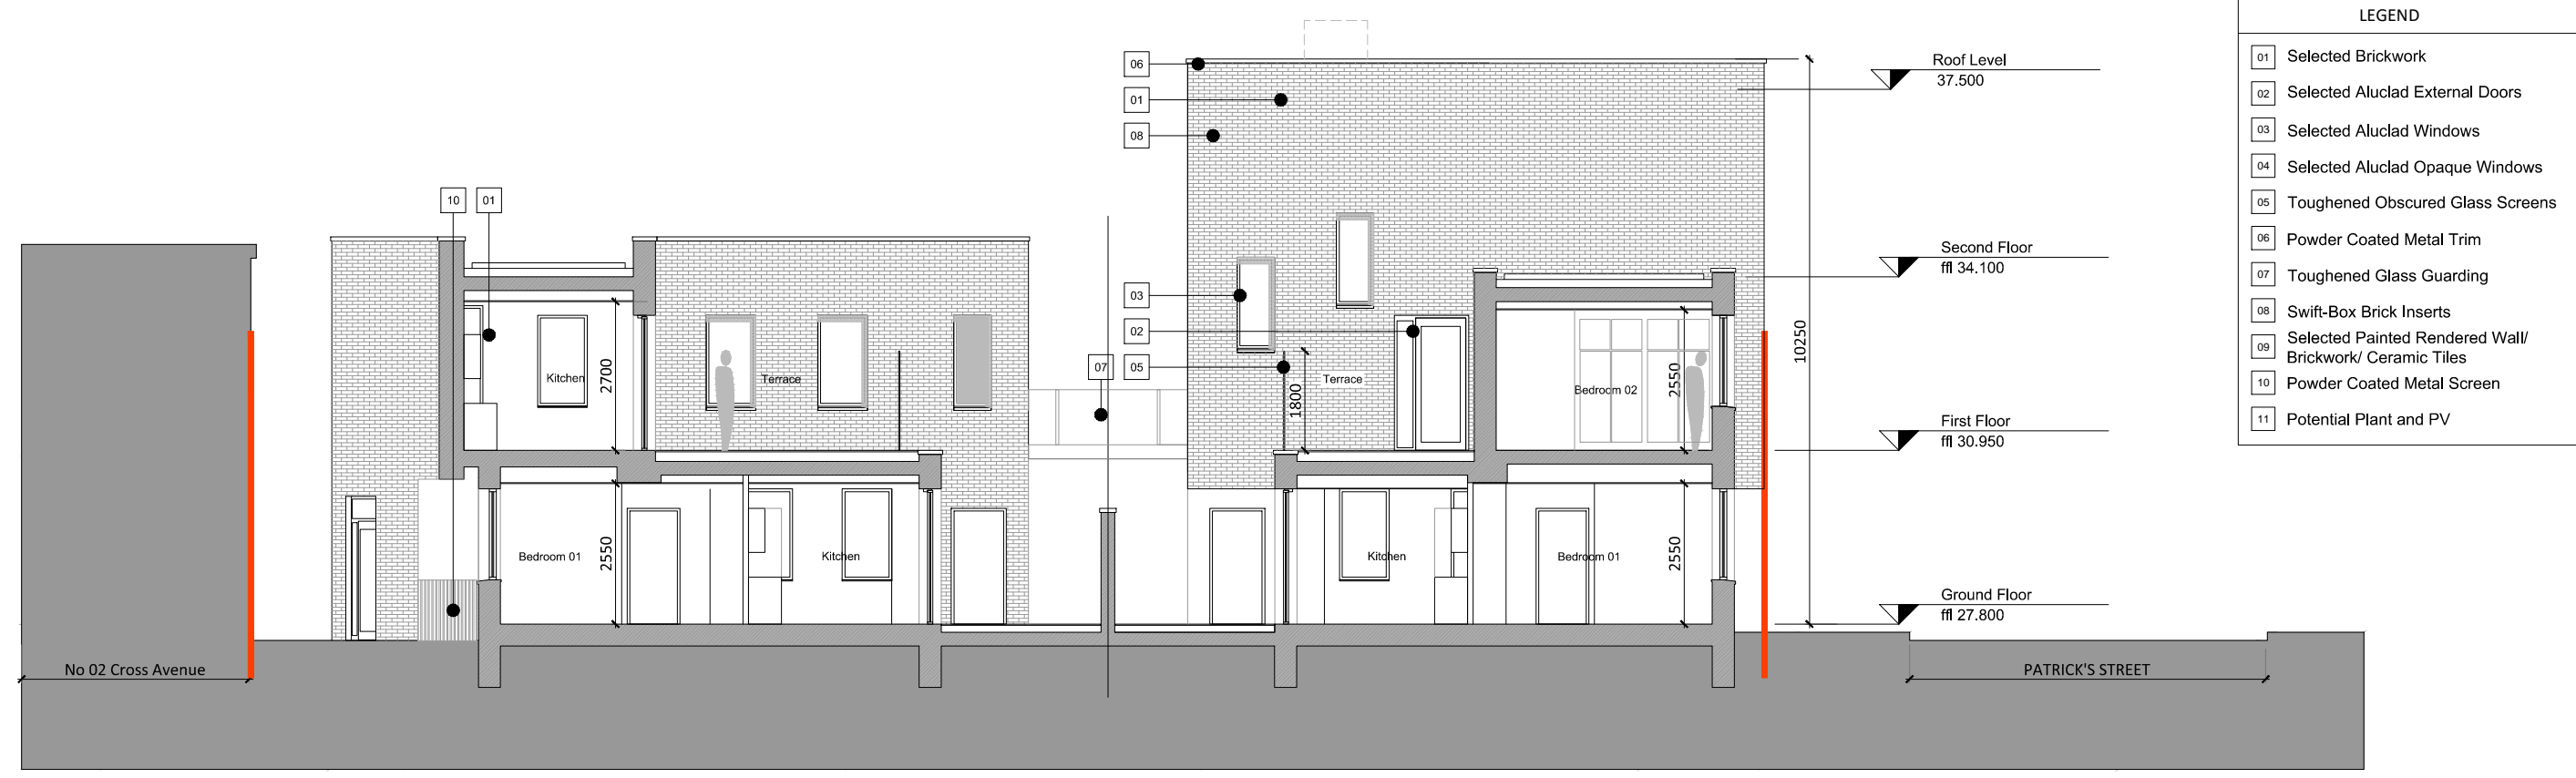 LEGEND
01 Selected Brickwork
02 Selected Aluclad External Doors
03 Selected Aluclad Windows
04 Selected Aluclad Opaque Windows
05 Toughened Obscured Glass Screens
06 Powder Coated Metal Trim
07 Toughened Glass Guarding
08 Swift-Box Brick Inserts
09 Selected Painted Rendered Wall/
Brickwork/ Ceramic Tiles
10 Powder Coated Metal Screen
11 Potential Plant and PV
06
01
08
Roof Level
37.500
10 01
Second Floor
ffl 34.100
03
02
07 05
10250
Kitchen
2700
Terrace
1800
Terrace
Bedroom 02
2550
First Floor
ffl 30.950
Bedroom 01
2550
Kitchen
Kitchen
Bedroom 01
2550
Ground Floor
ffl 27.800
No 02 Cross Avenue
PATRICK'S STREET